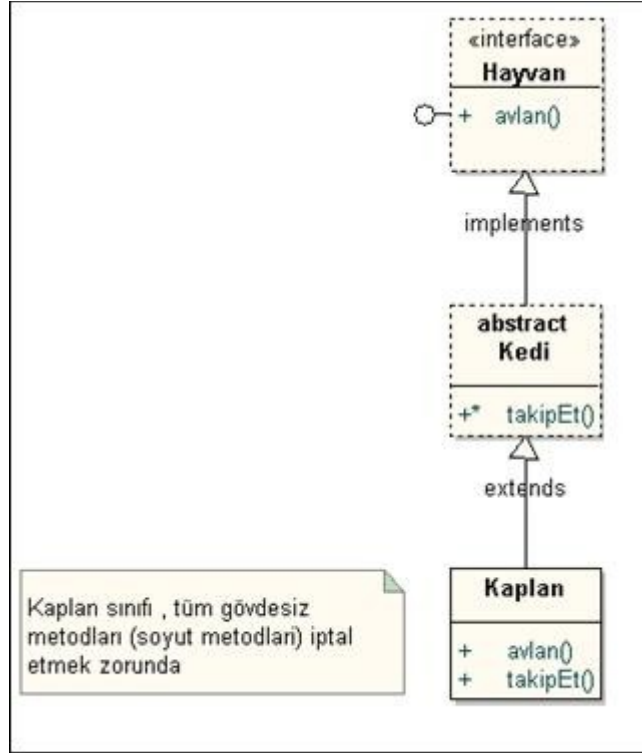 «interface»
Hayvan
+ avlan()
implements
abstract
Kedi
+* takipEt()
extends
Kaplan
+ avlan()
+ takipEt()
Kaplan sınıfı , tüm gövdesiz
metodları (soyut metodlari) iptal
etmek zorunda